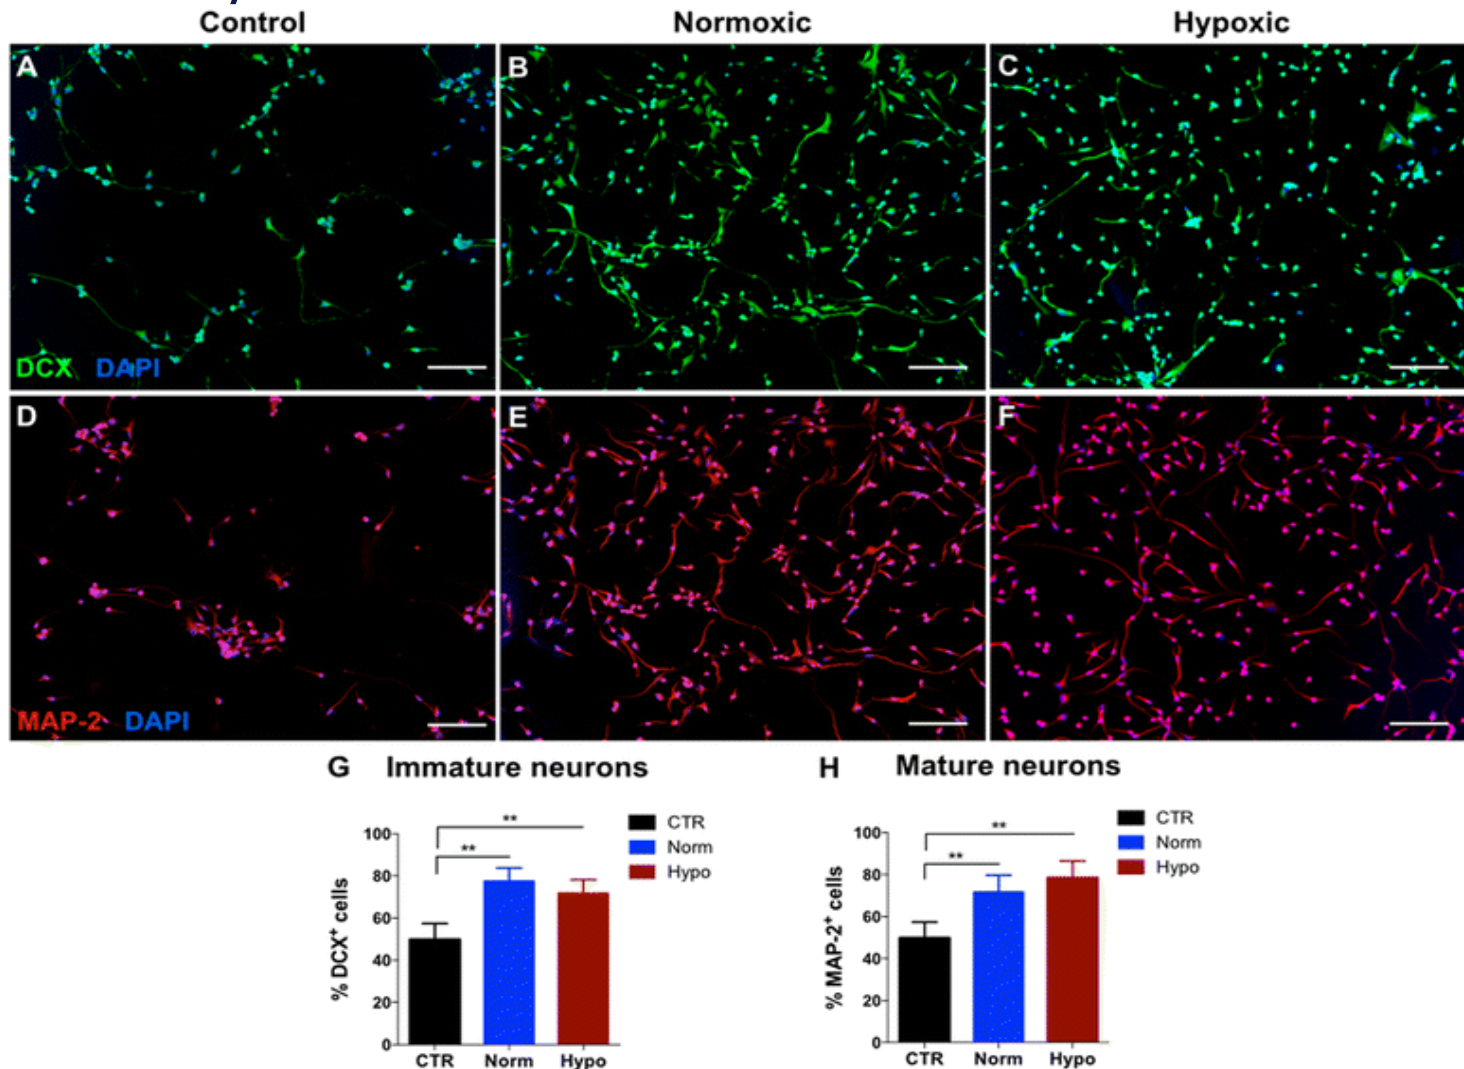 Control Normoxic Hypoxic
A B C
DCX DAPI
D E F
MAP-2 DAPI
G Immature neurons
% DCX+ cells
100
80
60
40
20
0
**
**
CTR Norm Hypo
CTR
Norm
Hypo
H Mature neurons
% MAP-2+ cells
100
80
60
40
20
0
**
**
CTR Norm Hypo
CTR
Norm
Hypo